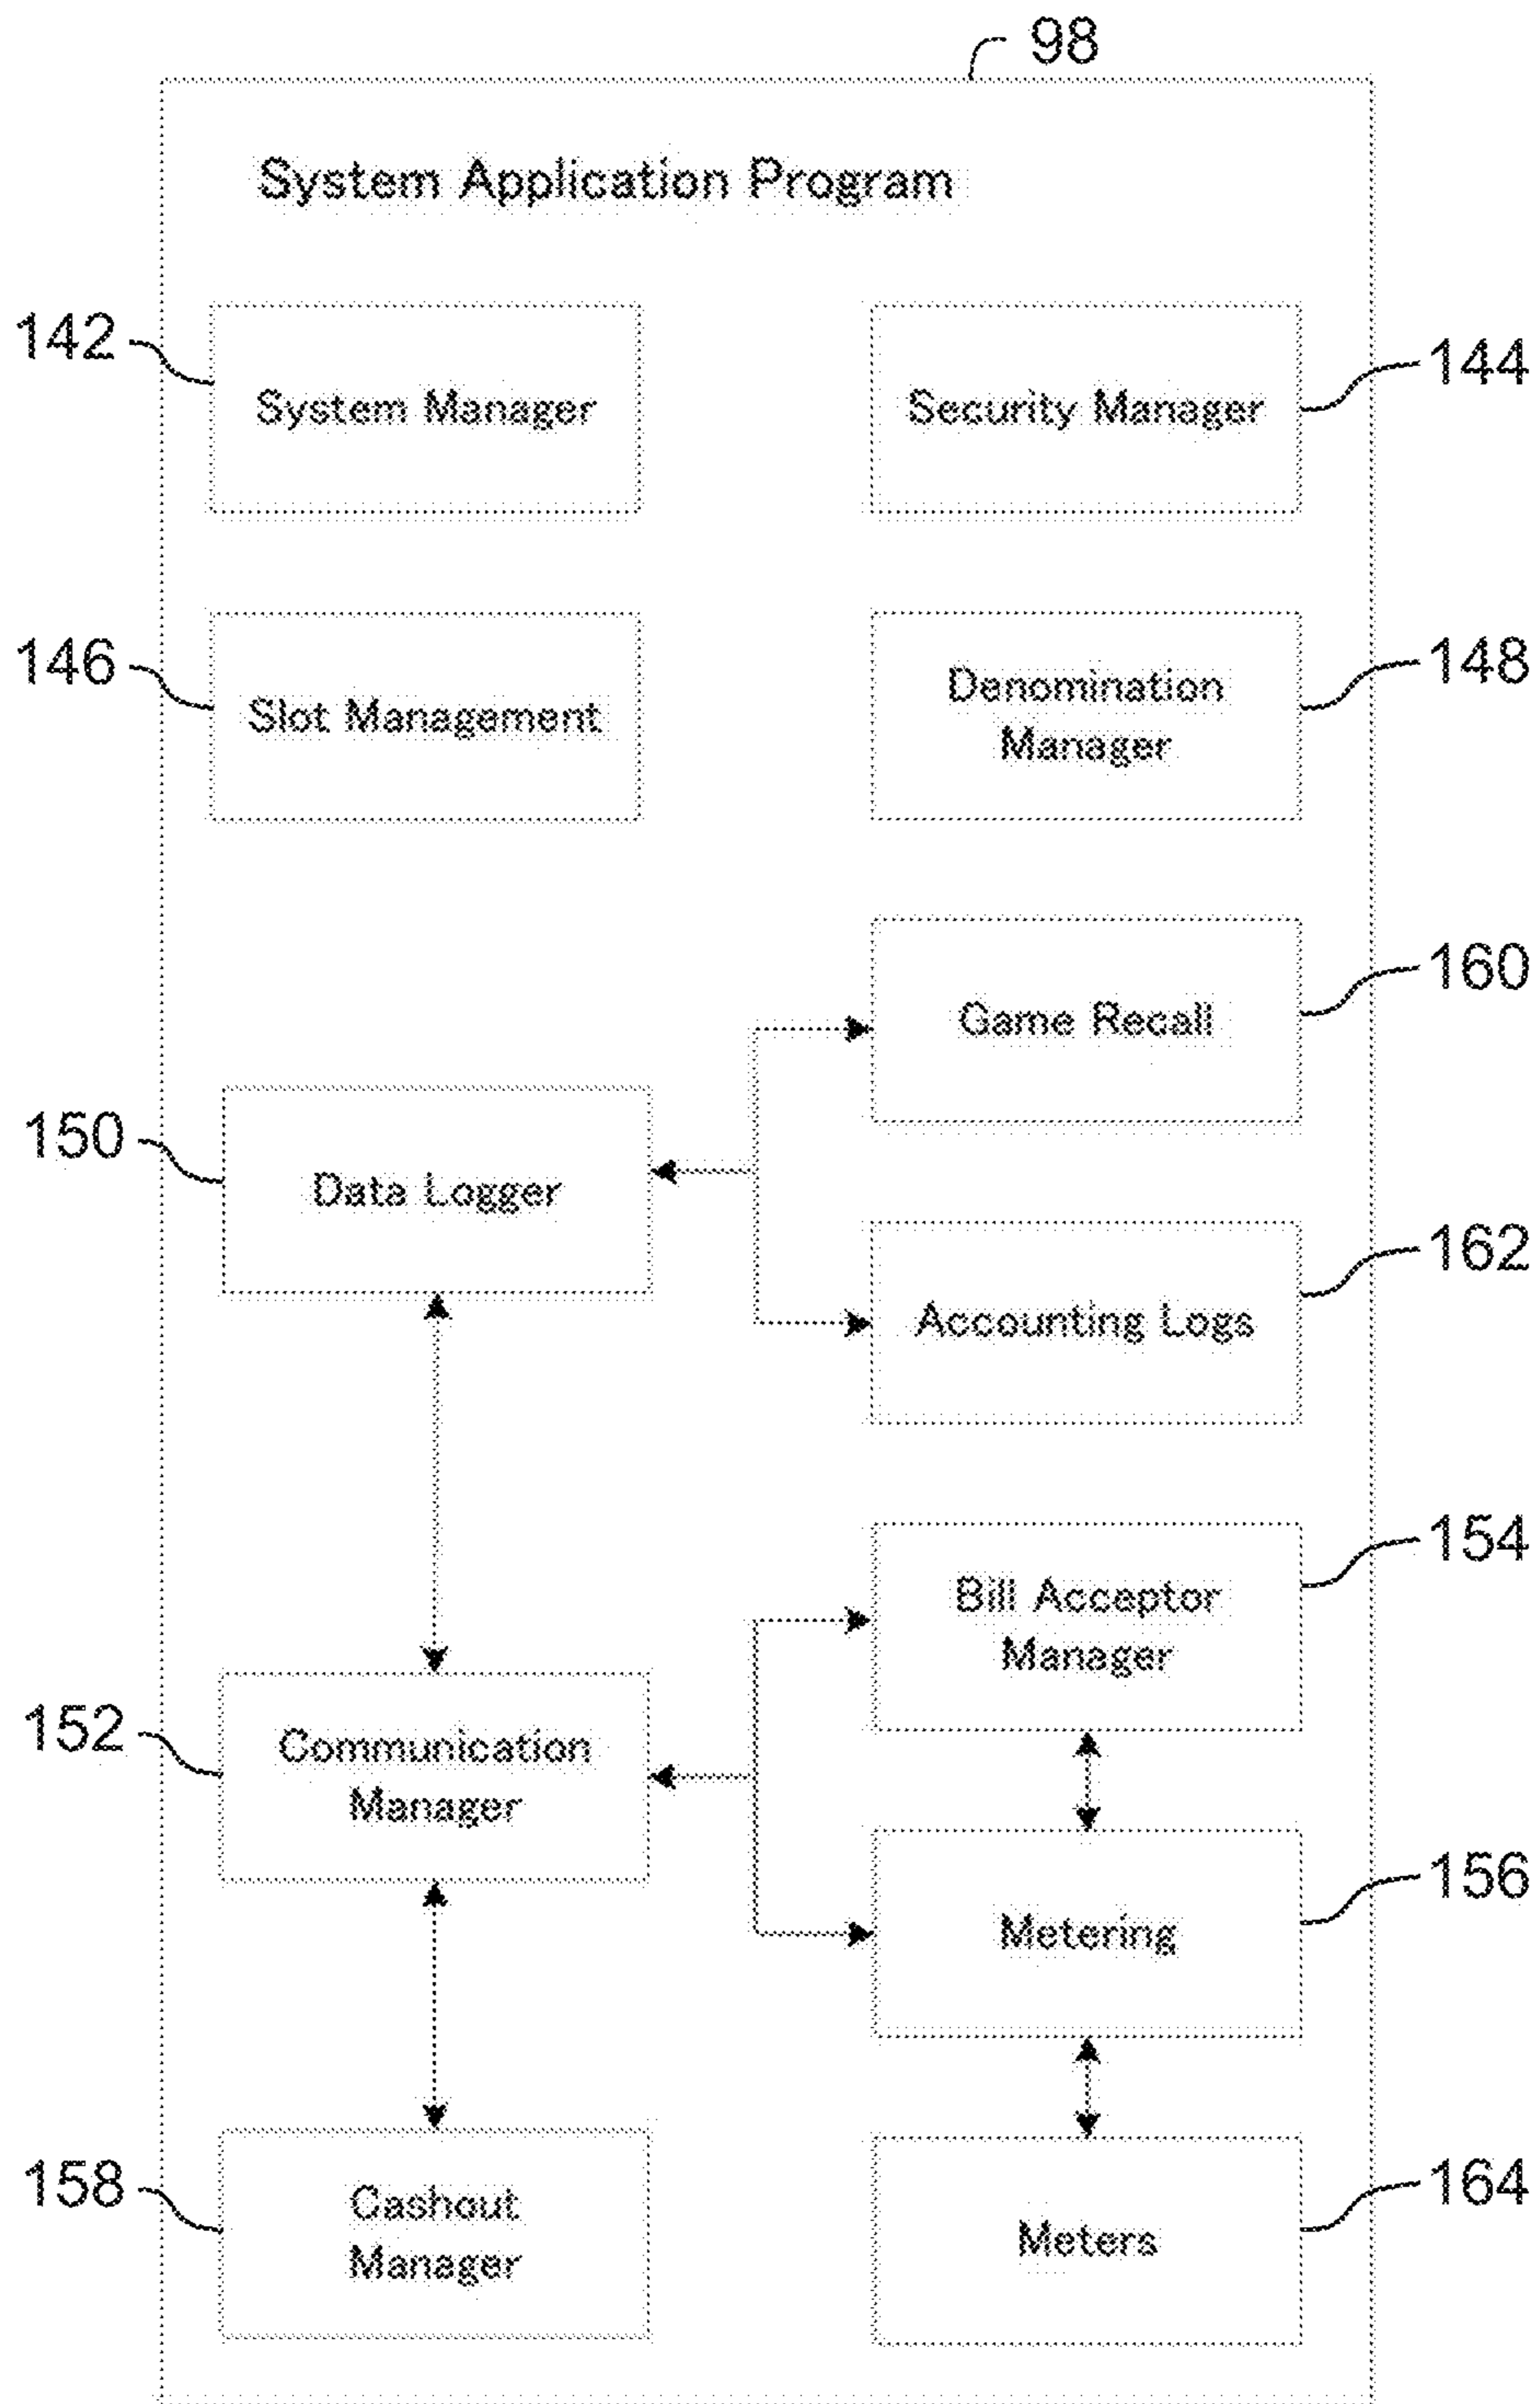 98
System Application Program
142
System Manager
Security Manager
144
146
Slot Management
Denomination
Manager
148
Game Recall
160
150
Data Logger
Accounting Logs
162
Bill Acceptor
Manager
154
152
Communication
Manager
Metering
156
158
Cashout
Manager
Meters
164